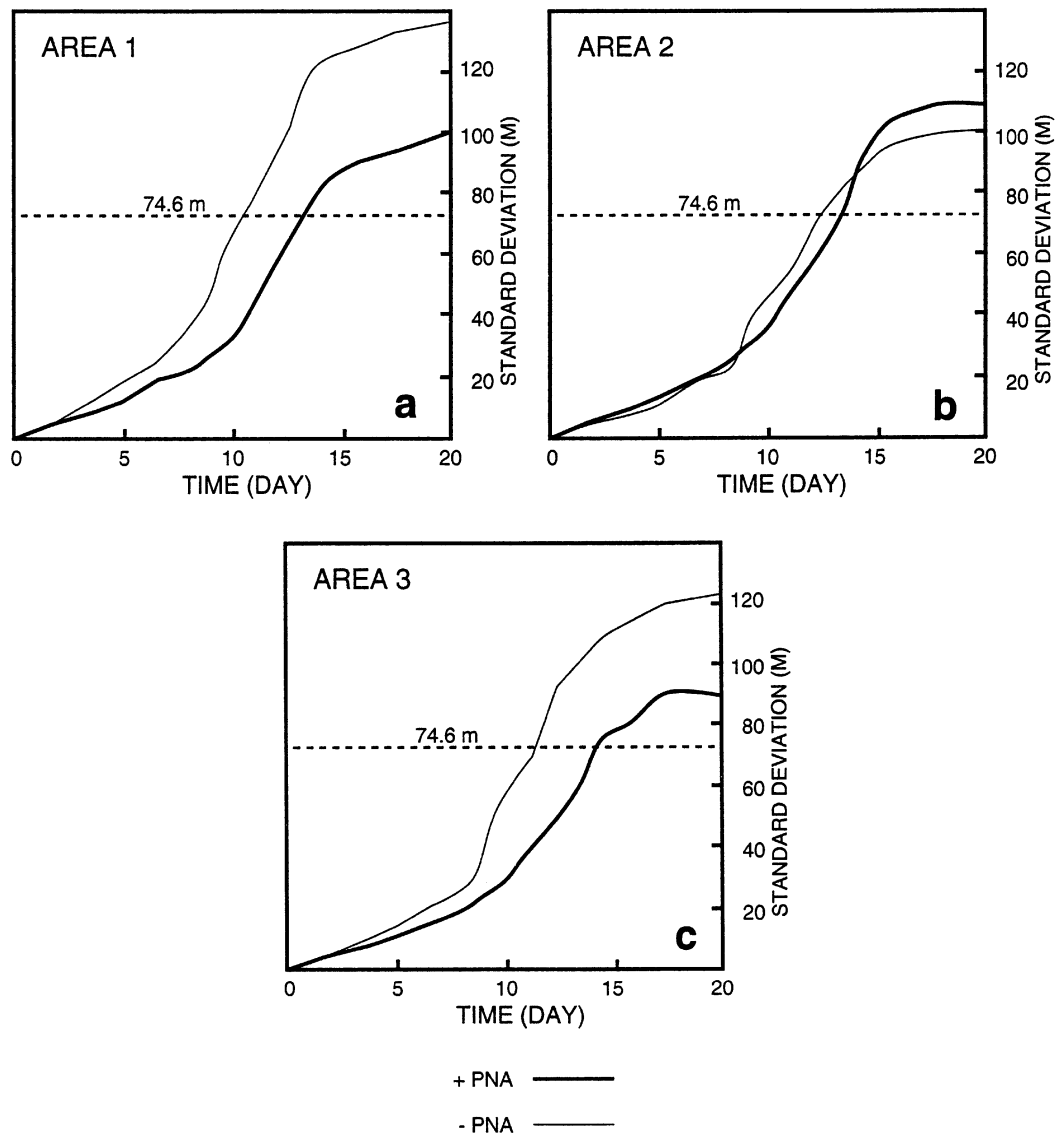 AREA 1
120
100
80
74.6 m
60
40
20
STANDARD DEVIATION (M)
a
0 5 10 15 20
TIME (DAY)
AREA 2
120
100
80
74.6 m
60
40
20
STANDARD DEVIATION (M)
b
0 5 10 15 20
TIME (DAY)
AREA 3
120
100
80
74.6 m
60
40
20
STANDARD DEVIATION (M)
c
0 5 10 15 20
TIME (DAY)
+ PNA
- PNA